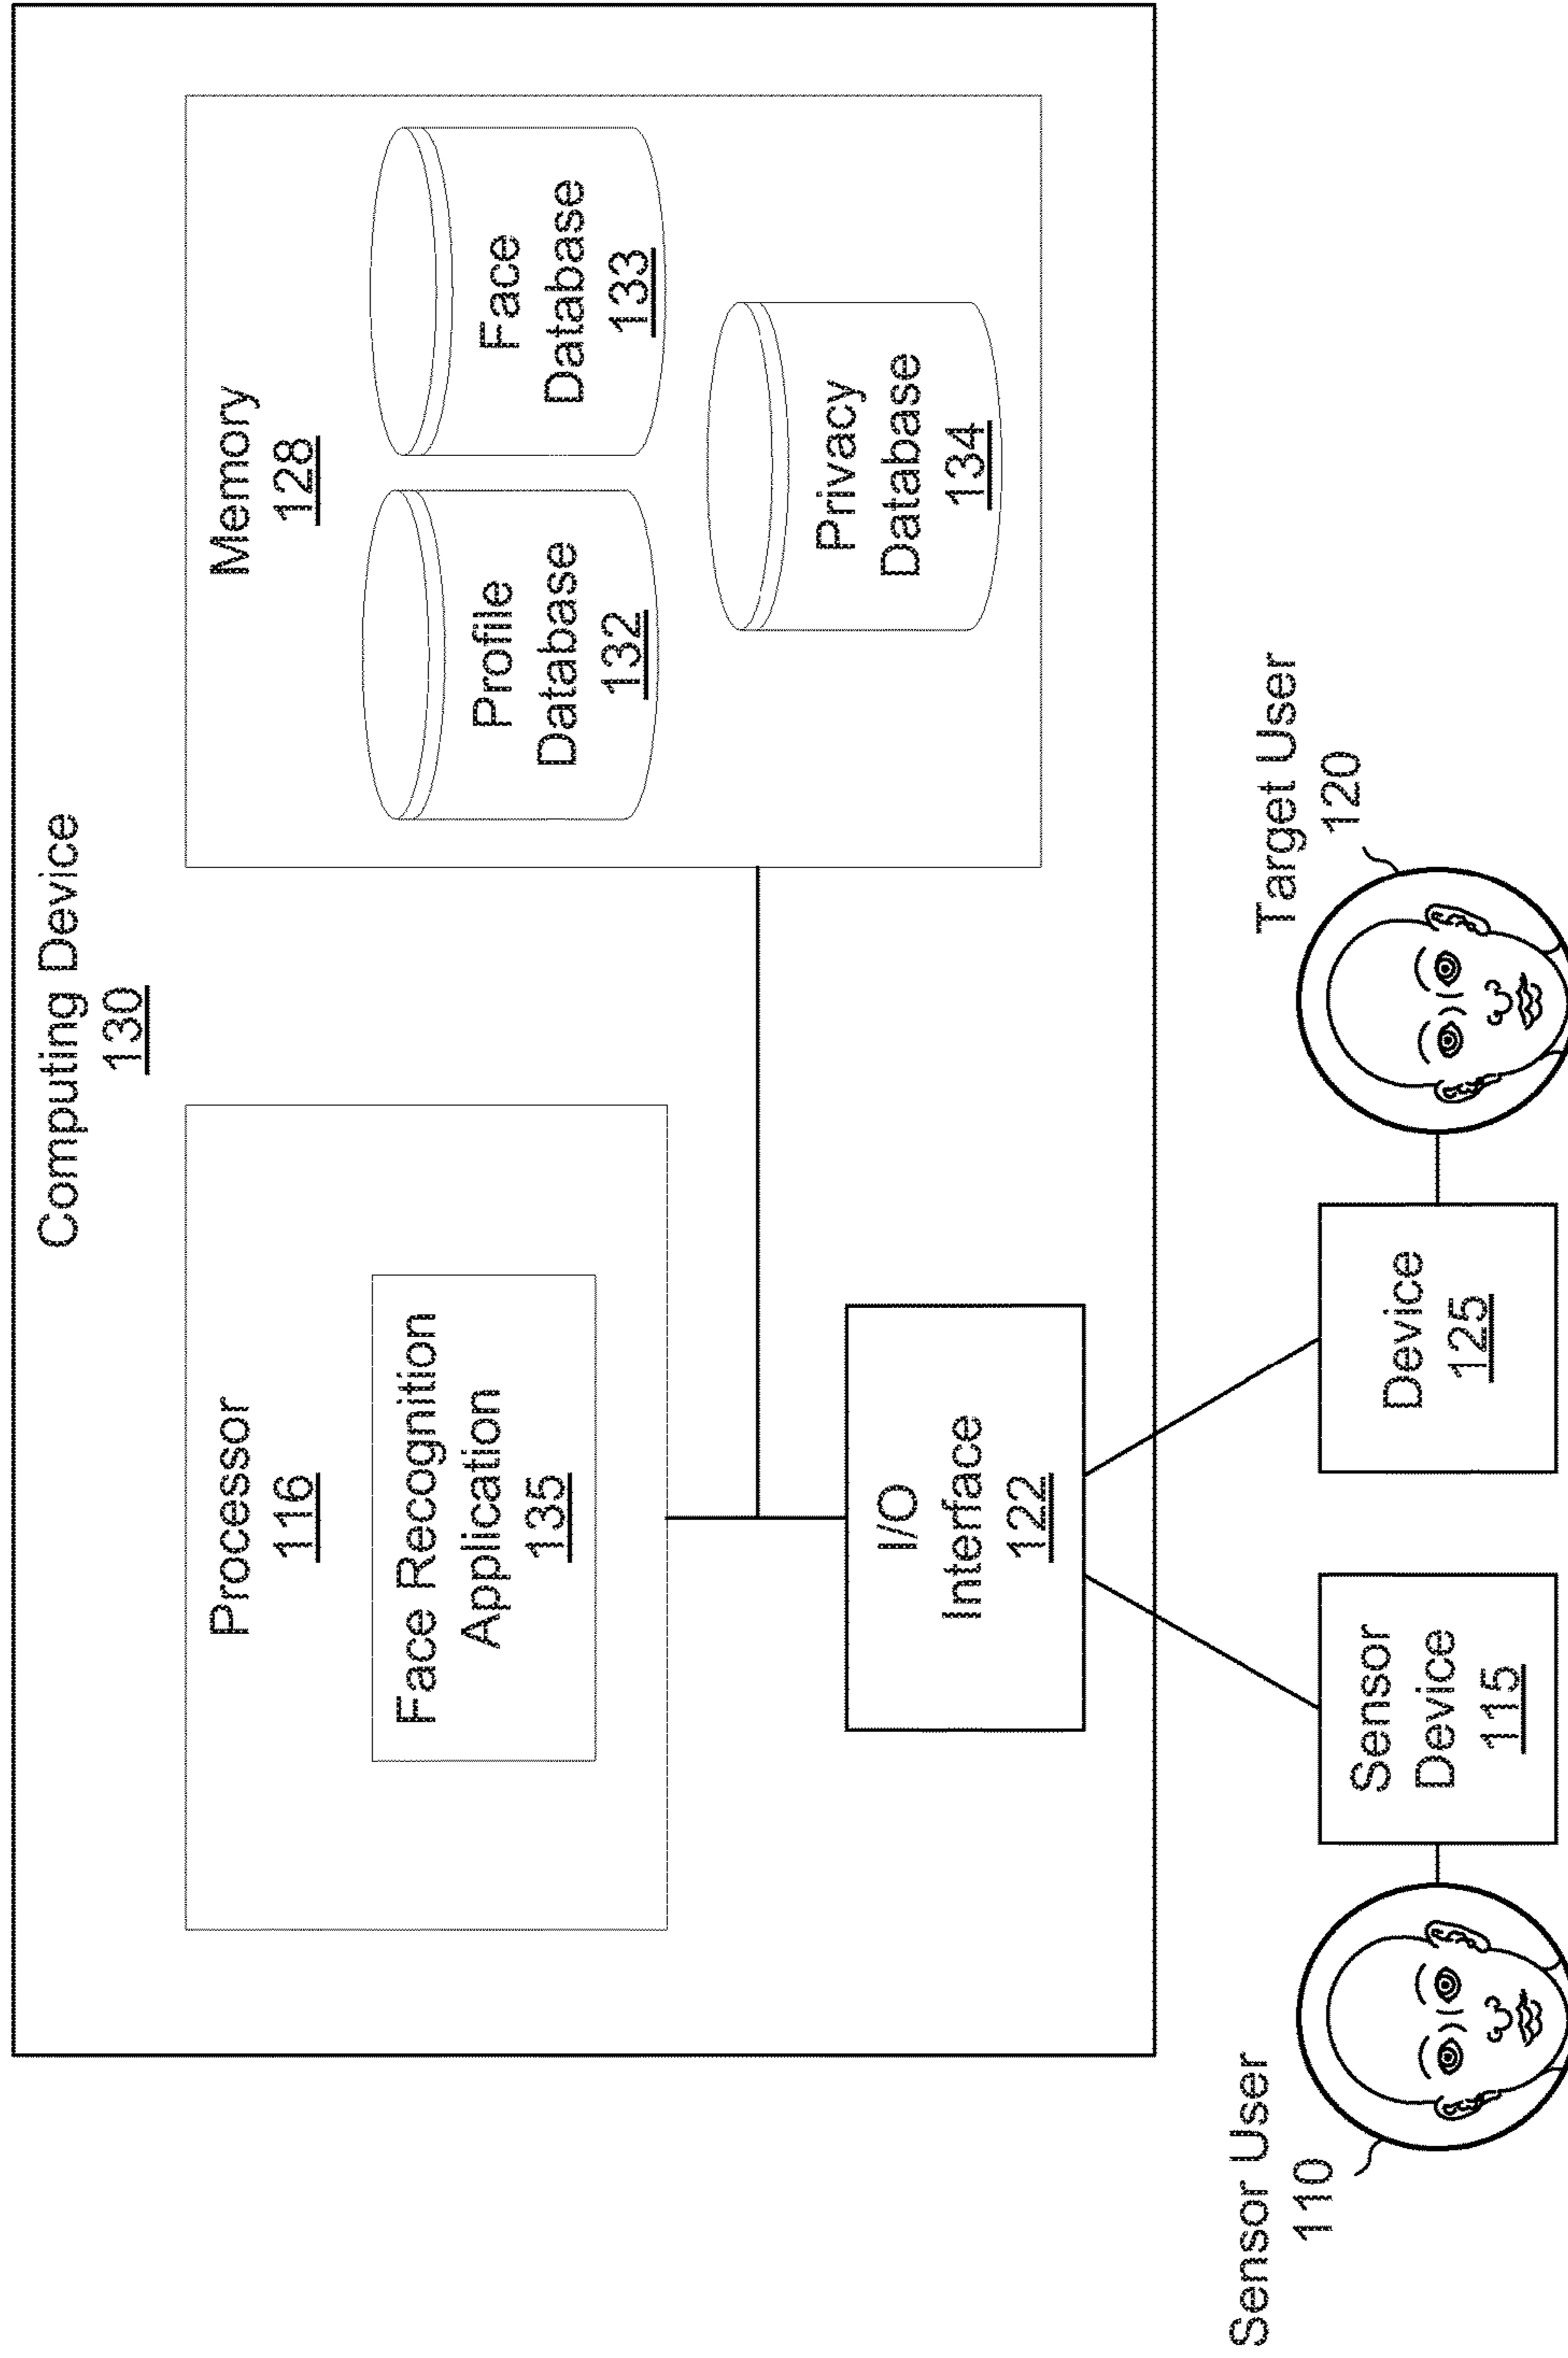 Computing Device
130
Processor
116
Face Recognition
Application
135
Memory
128
Profile
Database
132
Face
Database
133
Privacy
Database
134
I/O
Interface
122
Sensor User
110
Sensor
Device
115
Device
125
Target User
120